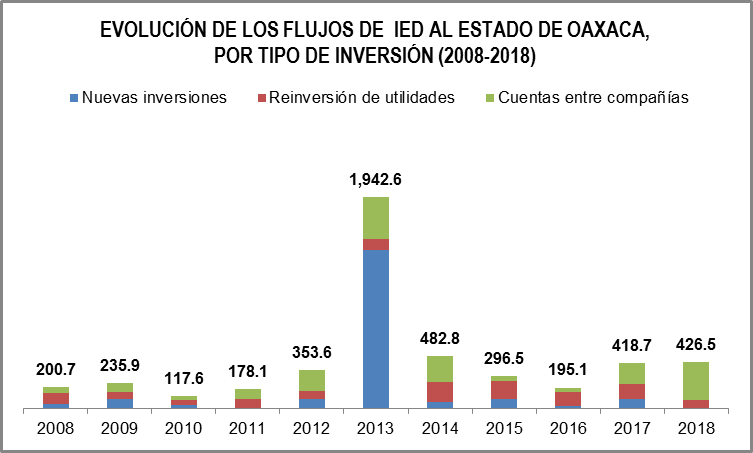 EVOLUCIÓN DE LOS FLUJOS DE  IED AL ESTADO DE OAXACA,
POR TIPO DE INVERSIÓN (2008-2018)
Nuevas inversiones Reinversión de utilidades Cuentas entre compañías
1,942.6
482.8
418.7 426.5
353.6
296.5
235.9
200.7 195.1
178.1
117.6
2008 2009 2010 2011 2012 2013 2014 2015 2016 2017 2018